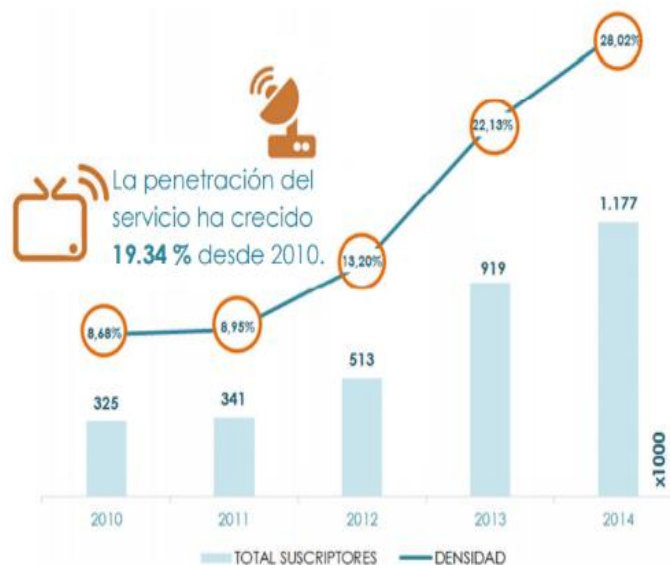 28,02%
22,13%
La penetración del
servicio ha crecido
19.34 % desde 2010.
1.177
13,20%
919
8,68%
8,95%
513
325
341
x1000
2010 2011 2012 2013 2014
TOTAL SUSCRIPTORES DENSIDAD